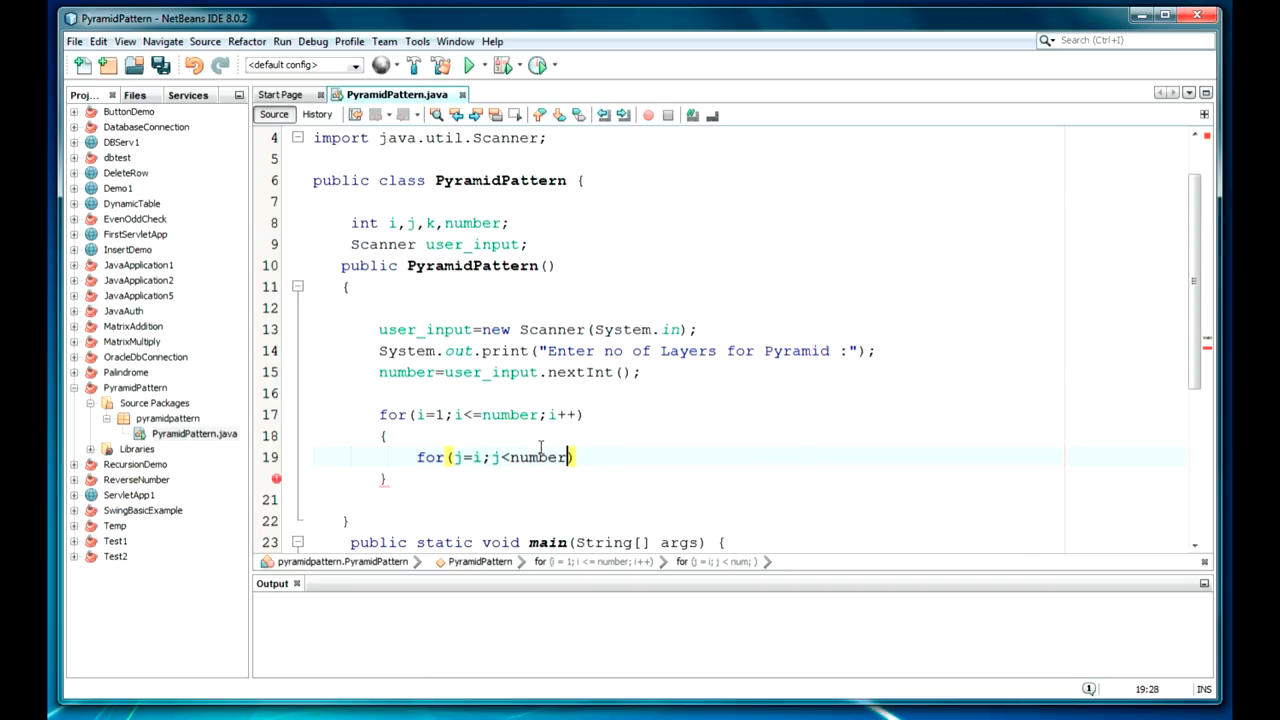 PyramidPattern - NetBeans IDE 8.0.2
File Edit View Navigate Source Refactor Run Debug Profile Team Tools Window Help
Search (Ctrl+I)
<default config>
Proj... Files Services
Start Page PyramidPattern.java
Source History
ButtonDemo
DatabaseConnection
DBServ1
dbtest
DeleteRow
Demo1
DynamicTable
EvenOddCheck
FirstServletApp
InsertDemo
JavaApplication1
JavaApplication2
JavaApplication5
JavaAuth
MatrixAddition
MatrixMultiply
OracleDbConnection
Palindrome
PyramidPattern
Source Packages
pyramidpattern
PyramidPattern.java
Libraries
RecursionDemo
ServletApp1
SwingBasicExample
Temp
Test1
Test2
4 import java.util.Scanner;
5
6 public class PyramidPattern {
7
8 int i,j,k,number;
9 Scanner user_input;
10 public PyramidPattern()
11 {
12
13 user_input=new Scanner(System.in);
14 System.out.print("Enter no of Layers for Pyramid :");
15 number=user_input.nextInt();
16
17 for(i=1;i<=number;i++)
18 {
19 for(j=i;j<number)
}
21
22 }
23 public static void main(String[] args) {
pyramidpattern.PyramidPattern PyramidPattern for (i = 1; i <= number; i++) for (j = i; j < num; )
Output
1 19:28 INS